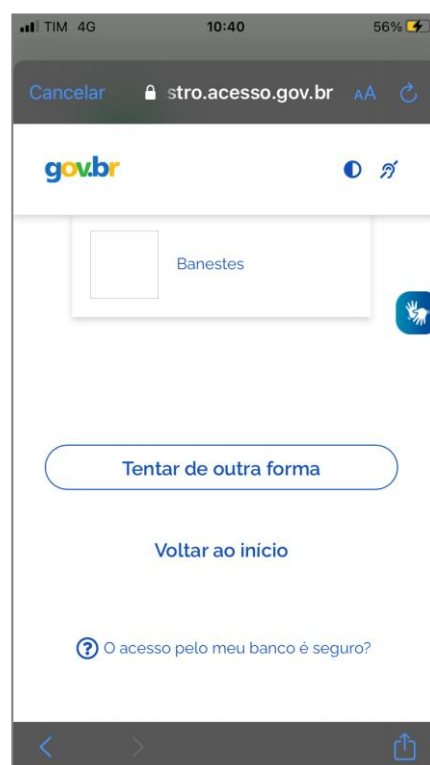 TIM 4G 10:40 56%
Cancelar stro.acesso.gov.br AA
gov.br
Banestes
Tentar de outra forma
Voltar ao início
? O acesso pelo meu banco é seguro?